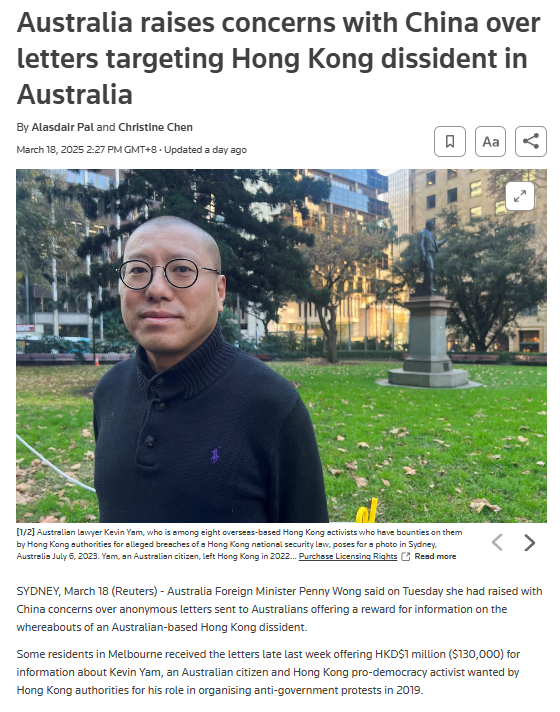 Australia raises concerns with China over
letters targeting Hong Kong dissident in
Australia
By Alasdair Pal and Christine Chen
March 18, 2025 2:27 PM GMT+8 · Updated a day ago
Aa
[1/2] Australian lawyer Kevin Yam, who is among eight overseas-based Hong Kong activists who have bounties on them
by Hong Kong authorities for alleged breaches of a Hong Kong national security law, poses for a photo in Sydney,
Australia July 6, 2023. Yam, an Australian citizen, left Hong Kong in 2022... Purchase Licensing Rights Read more
SYDNEY, March 18 (Reuters) - Australia Foreign Minister Penny Wong said on Tuesday she had raised with
China concerns over anonymous letters sent to Australians offering a reward for information on the
whereabouts of an Australian-based Hong Kong dissident.
Some residents in Melbourne received the letters late last week offering HKD$1 million ($130,000) for
information about Kevin Yam, an Australian citizen and Hong Kong pro-democracy activist wanted by
Hong Kong authorities for his role in organising anti-government protests in 2019.